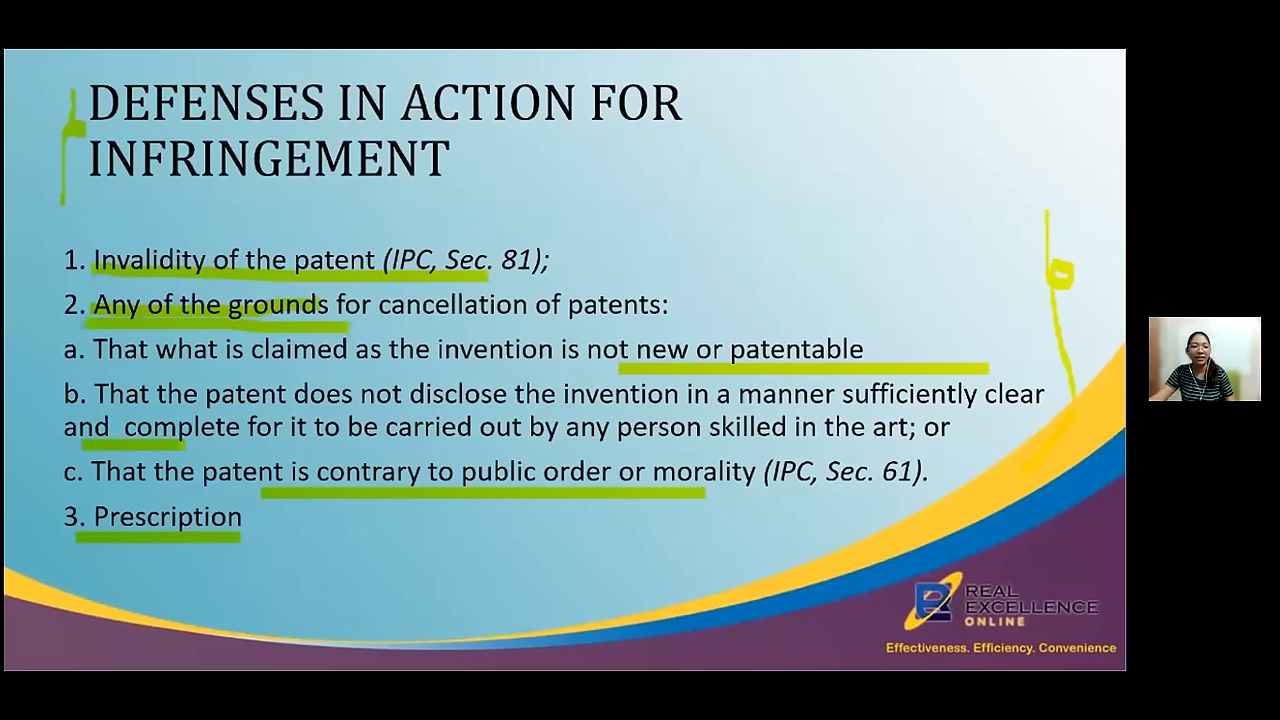 DEFENSES IN ACTION FOR
INFRINGEMENT
1. Invalidity of the patent (IPC, Sec. 81);
2. Any of the grounds for cancellation of patents:
a. That what is claimed as the invention is not new or patentable
b. That the patent does not disclose the invention in a manner sufficiently clear
and complete for it to be carried out by any person skilled in the art; or
c. That the patent is contrary to public order or morality (IPC, Sec. 61).
3. Prescription
REAL
EXCELLENCE
ONLINE
Effectiveness. Efficiency. Convenience